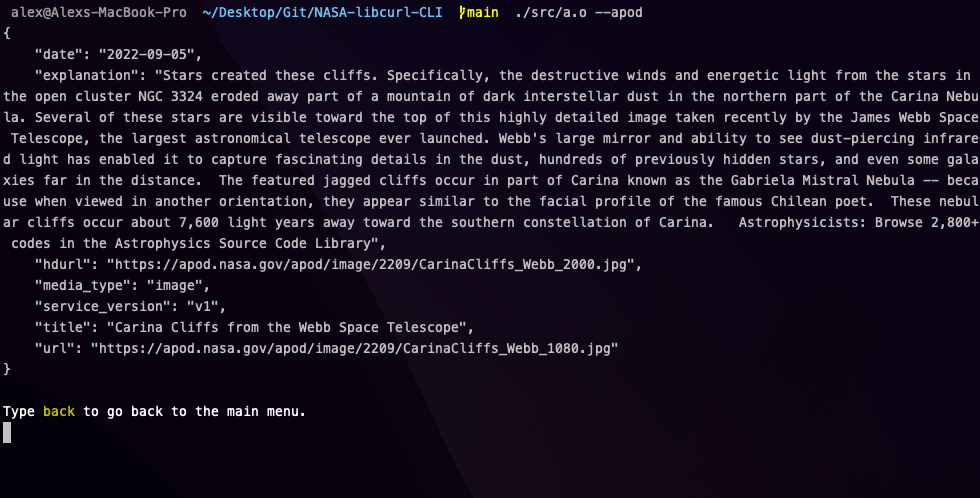 alex@Alexs-MacBook-Pro ~/Desktop/Git/NASA-libcurl-CLI main ./src/a.o --apod
{
    "date": "2022-09-05",
    "explanation": "Stars created these cliffs. Specifically, the destructive winds and energetic light from the stars in
the open cluster NGC 3324 eroded away part of a mountain of dark interstellar dust in the northern part of the Carina Nebu
la. Several of these stars are visible toward the top of this highly detailed image taken recently by the James Webb Space
 Telescope, the largest astronomical telescope ever launched. Webb's large mirror and ability to see dust-piercing infrare
d light has enabled it to capture fascinating details in the dust, hundreds of previously hidden stars, and even some gala
xies far in the distance.  The featured jagged cliffs occur in part of Carina known as the Gabriela Mistral Nebula -- beca
use when viewed in another orientation, they appear similar to the facial profile of the famous Chilean poet.  These nebul
ar cliffs occur about 7,600 light years away toward the southern constellation of Carina.   Astrophysicists: Browse 2,800+
 codes in the Astrophysics Source Code Library",
    "hdurl": "https://apod.nasa.gov/apod/image/2209/CarinaCliffs_Webb_2000.jpg",
    "media_type": "image",
    "service_version": "v1",
    "title": "Carina Cliffs from the Webb Space Telescope",
    "url": "https://apod.nasa.gov/apod/image/2209/CarinaCliffs_Webb_1080.jpg"
}
Type back to go back to the main menu.